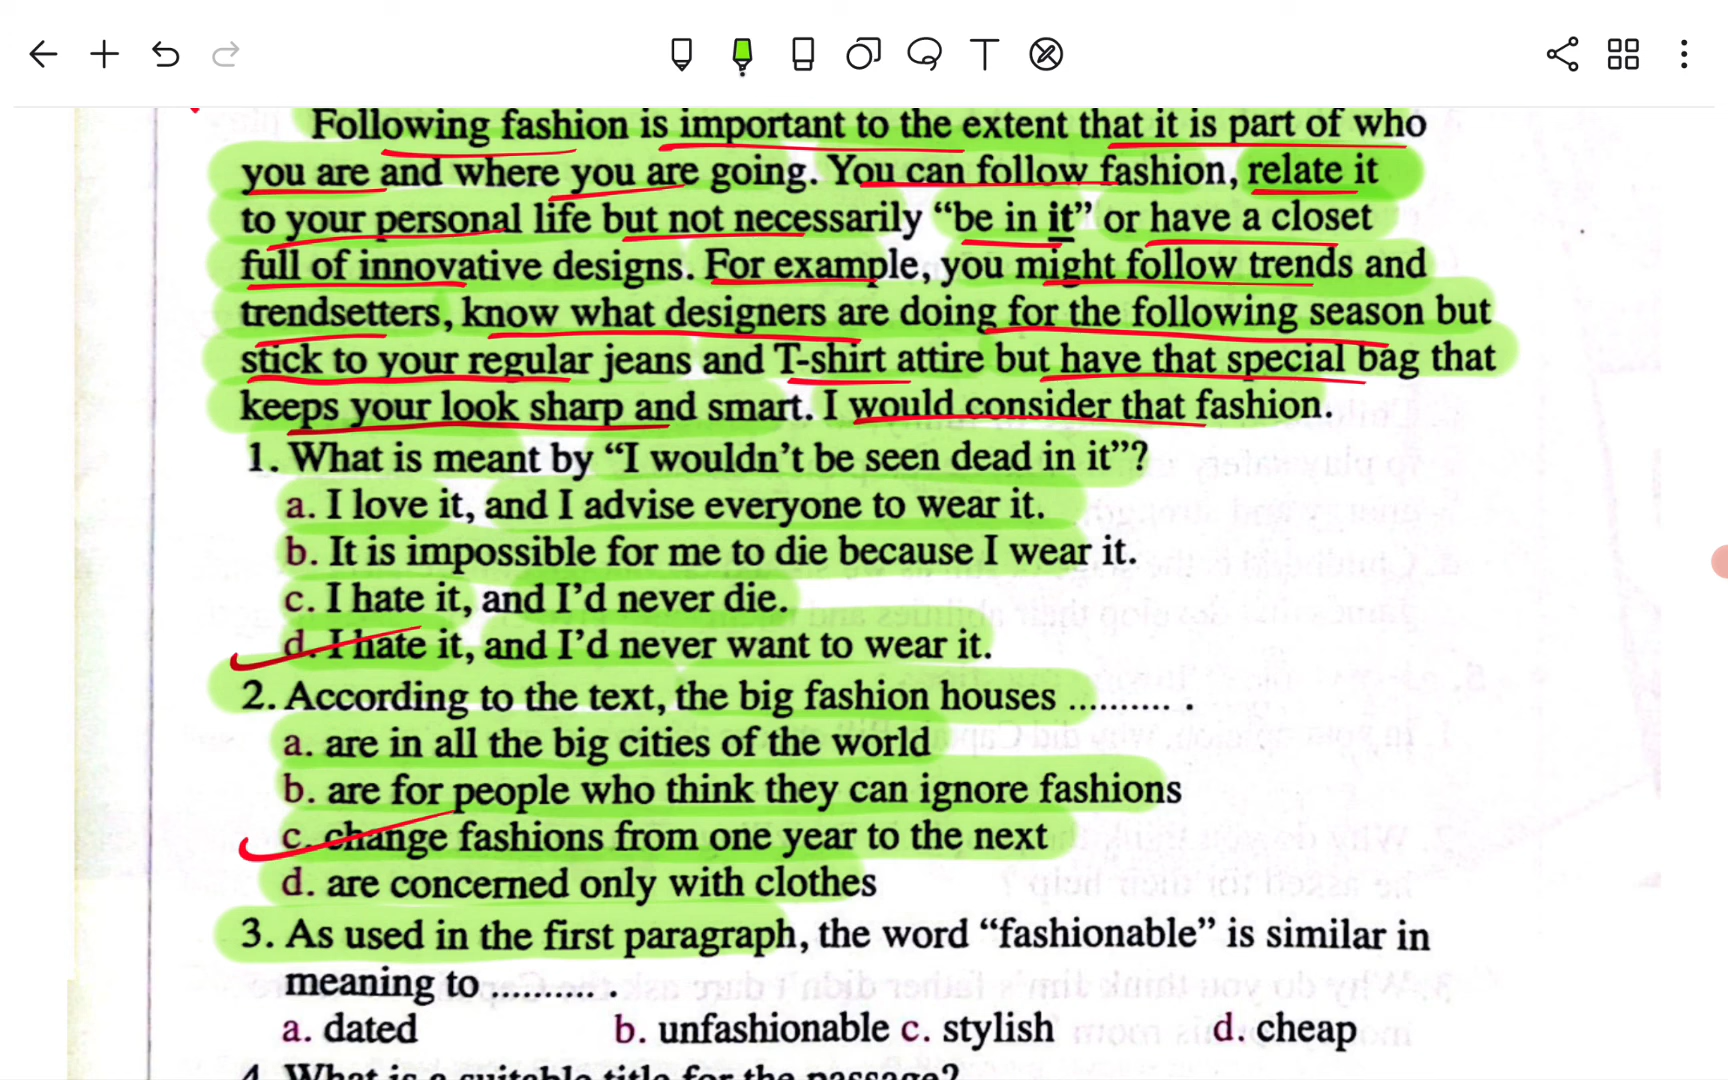 Following fashion is important to the extent that it is part of who
you are and where you are going. You can follow fashion, relate it
to your personal life but not necessarily “be in it” or have a closet
full of innovative designs. For example, you might follow trends and
trendsetters, know what designers are doing for the following season but
stick to your regular jeans and T-shirt attire but have that special bag that
keeps your look sharp and smart. I would consider that fashion.
1. What is meant by “I wouldn’t be seen dead in it”?
a. I love it, and I advise everyone to wear it.
b. It is impossible for me to die because I wear it.
c. I hate it, and I’d never die.
d. I hate it, and I’d never want to wear it.
2. According to the text, the big fashion houses .......... .
a. are in all the big cities of the world
b. are for people who think they can ignore fashions
c. change fashions from one year to the next
d. are concerned only with clothes
3. As used in the first paragraph, the word “fashionable” is similar in
meaning to .......... .
a. dated b. unfashionable c. stylish d. cheap
4. What is a suitable title for the passage?